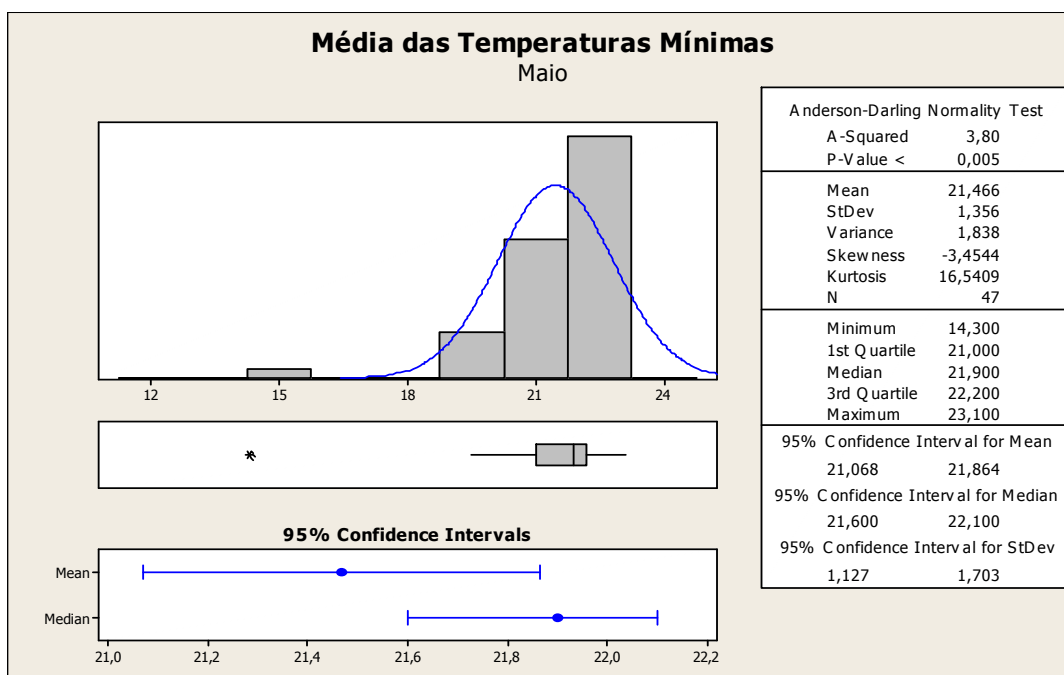 Média das Temperaturas Mínimas
Maio
12 15 18 21 24
95% Confidence Intervals
Mean
Median
21,0 21,2 21,4 21,6 21,8 22,0 22,2
Anderson-Darling Normality Test
A-Squared 3,80
P-Value < 0,005
Mean 21,466
StDev 1,356
Variance 1,838
Skewness -3,4544
Kurtosis 16,5409
N 47
Minimum 14,300
1st Quartile 21,000
Median 21,900
3rd Quartile 22,200
Maximum 23,100
95% Confidence Interval for Mean
21,068 21,864
95% Confidence Interval for Median
21,600 22,100
95% Confidence Interval for StDev
1,127 1,703